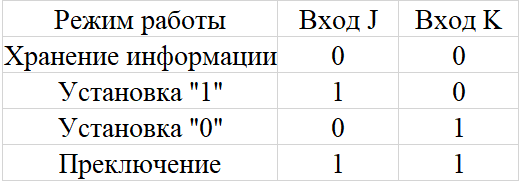 Режим работы Вход J Вход K
Хранение информации 0 0
Установка "1" 1 0
Установка "0" 0 1
Преключение 1 1